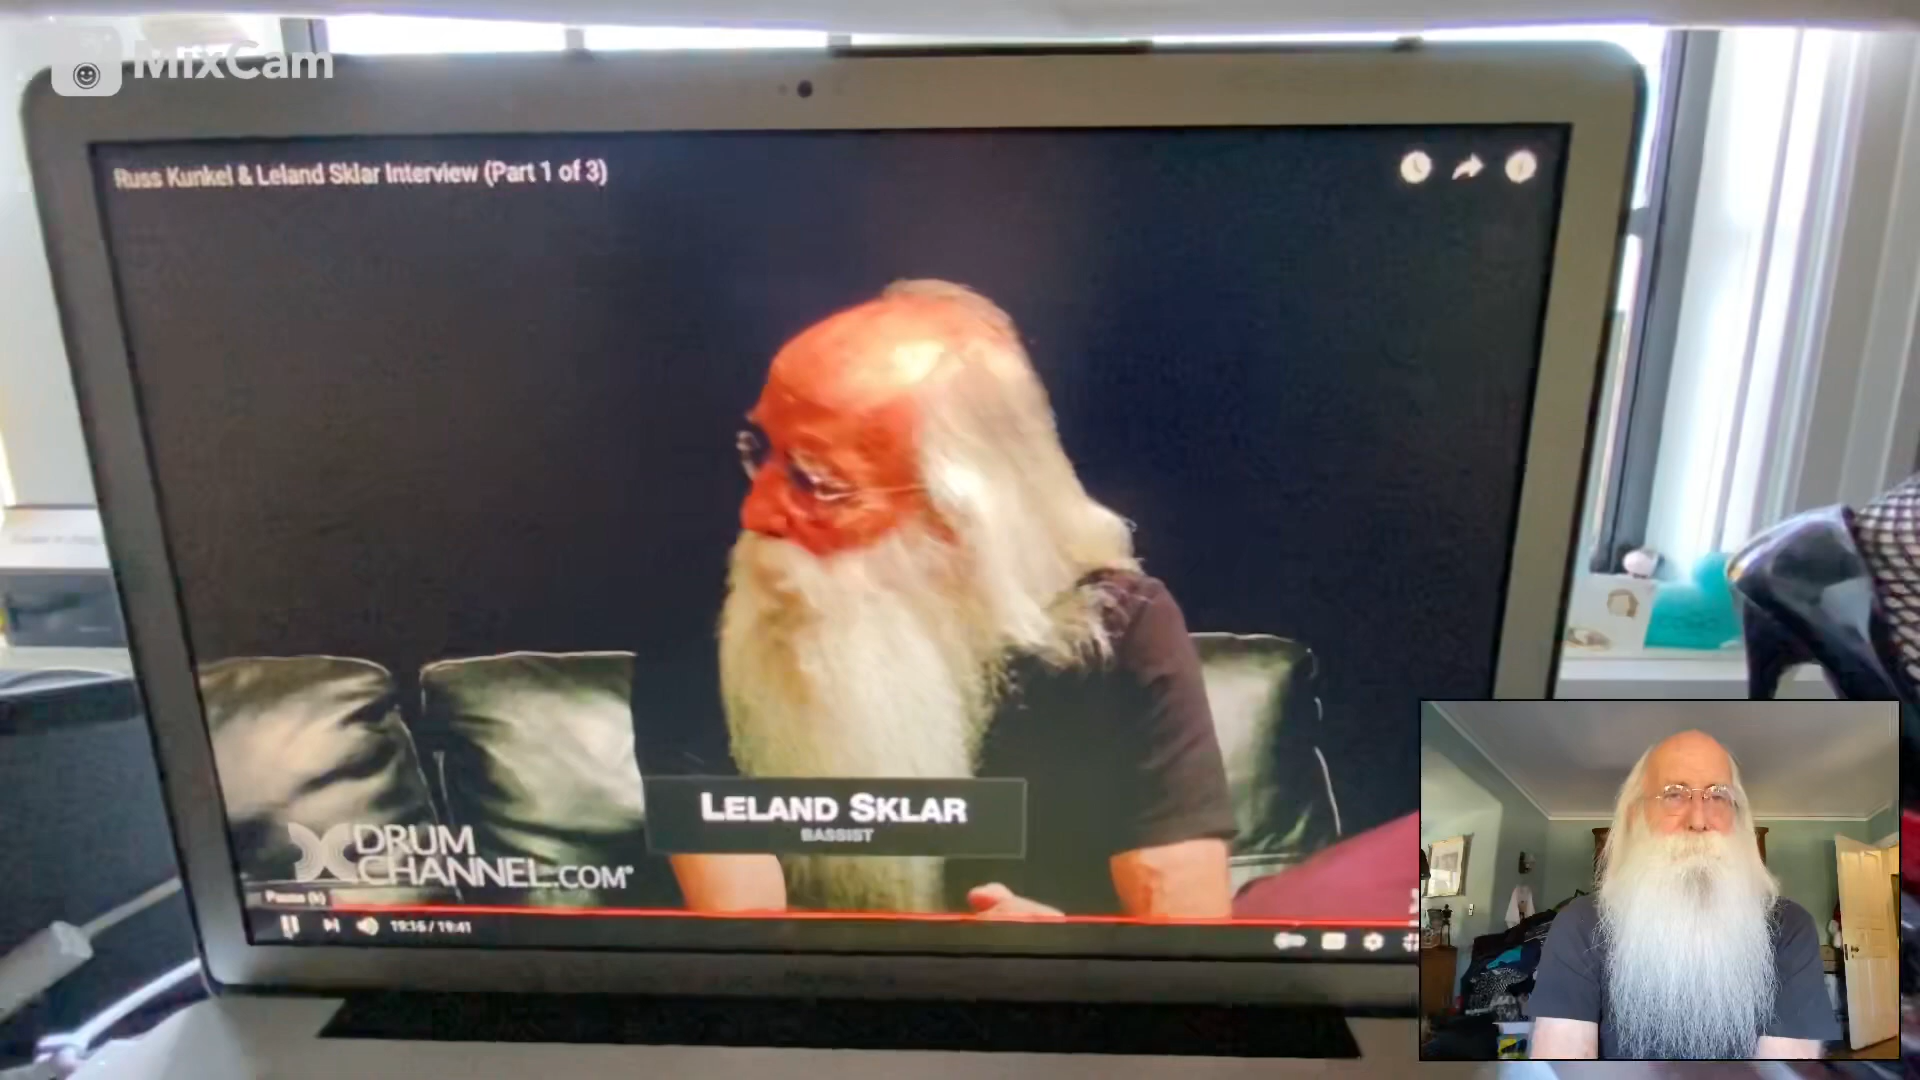 MixCam
Russ Kunkel & Leland Sklar Interview (Part 1 of 3)
LELAND SKLAR
BASSIST
DRUM
CHANNEL.COM
Pause (k)
19:16 / 19:41